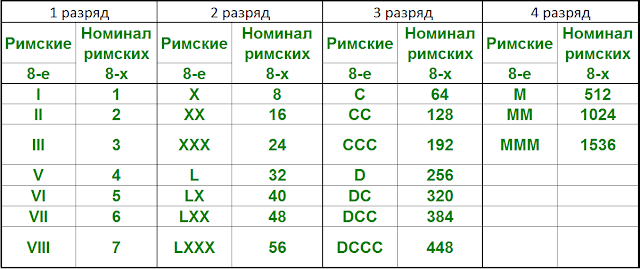 1 разряд 2 разряд 3 разряд 4 разряд
Римские Номинал римских Римские Номинал римских Римские Номинал римских Римские Номинал римских
8-е 8-х 8-е 8-х 8-е 8-х 8-е 8-х
I 1 X 8 C 64 M 512
II 2 XX 16 CC 128 MM 1024
III 3 XXX 24 CCC 192 MMM 1536
V 4 L 32 D 256
VI 5 LX 40 DC 320
VII 6 LXX 48 DCC 384
VIII 7 LXXX 56 DCCC 448